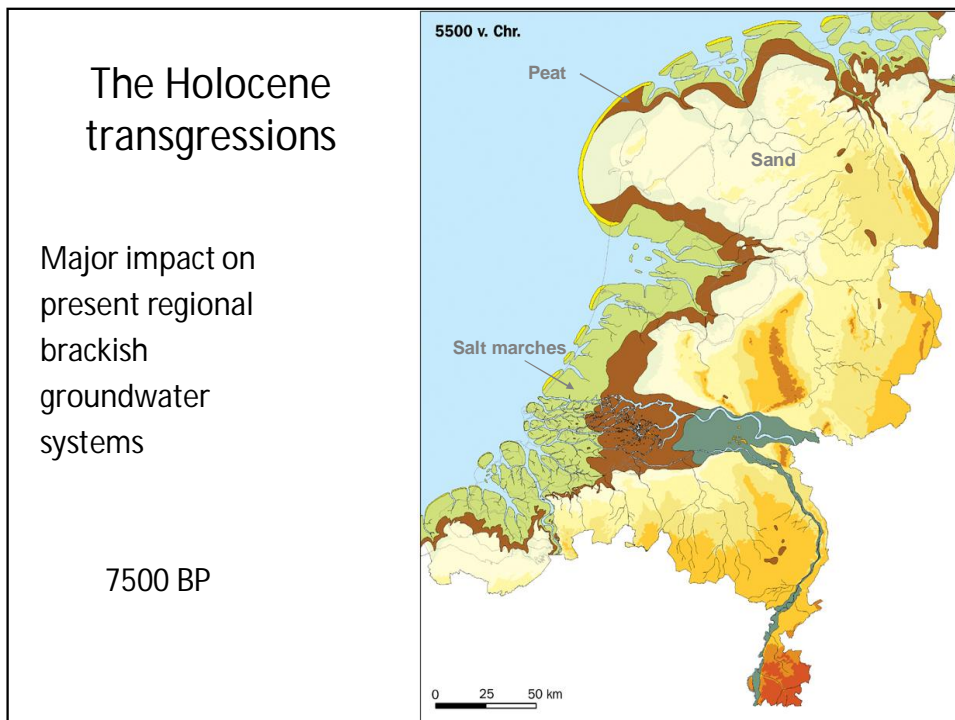 The Holocene
transgressions
Major impact on
present regional
brackish
groundwater
systems
7500 BP
5500 v. Chr.
Peat
Sand
Salt marches
0 25 50 km